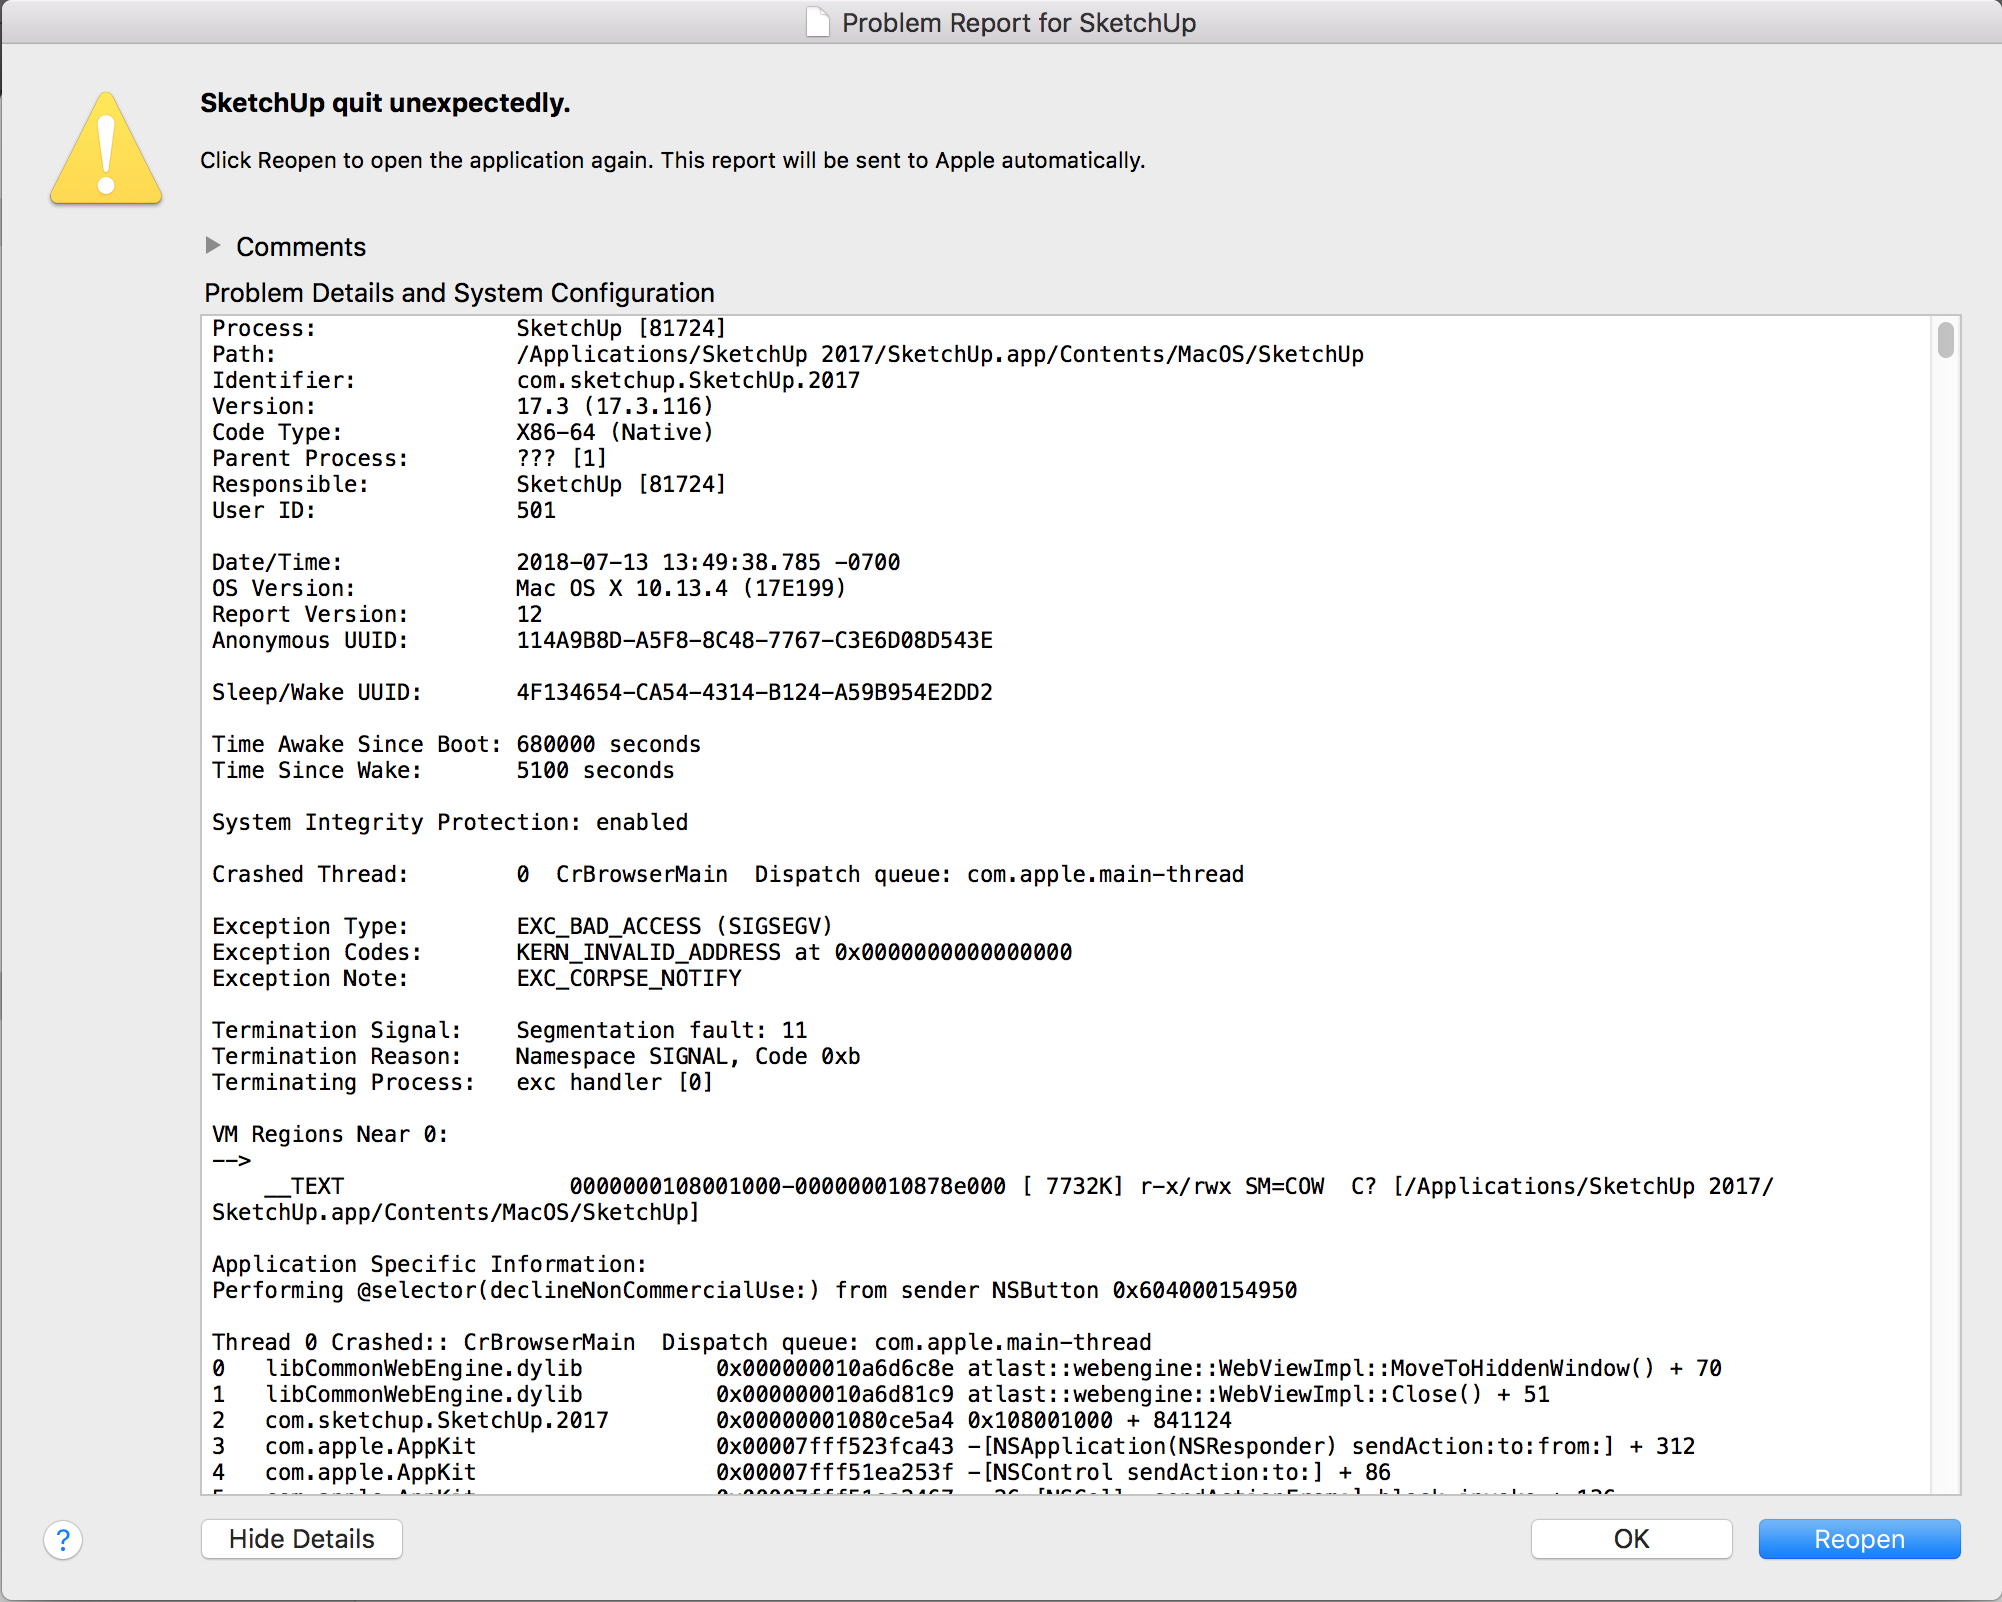 Problem Report for SketchUp
SketchUp quit unexpectedly.
Click Reopen to open the application again. This report will be sent to Apple automatically.
Comments
Problem Details and System Configuration
Process: SketchUp [81724]
Path: /Applications/SketchUp 2017/SketchUp.app/Contents/MacOS/SketchUp
Identifier: com.sketchup.SketchUp.2017
Version: 17.3 (17.3.116)
Code Type: X86-64 (Native)
Parent Process: ??? [1]
Responsible: SketchUp [81724]
User ID: 501
Date/Time: 2018-07-13 13:49:38.785 -0700
OS Version: Mac OS X 10.13.4 (17E199)
Report Version: 12
Anonymous UUID: 114A9B8D-A5F8-8C48-7767-C3E6D08D543E
Sleep/Wake UUID: 4F134654-CA54-4314-B124-A59B954E2DD2
Time Awake Since Boot: 680000 seconds
Time Since Wake: 5100 seconds
System Integrity Protection: enabled
Crashed Thread: 0 CrBrowserMain Dispatch queue: com.apple.main-thread
Exception Type: EXC_BAD_ACCESS (SIGSEGV)
Exception Codes: KERN_INVALID_ADDRESS at 0x0000000000000000
Exception Note: EXC_CORPSE_NOTIFY
Termination Signal: Segmentation fault: 11
Termination Reason: Namespace SIGNAL, Code 0xb
Terminating Process: exc handler [0]
VM Regions Near 0:
-->
__TEXT 0000000108001000-000000010878e000 [ 7732K] r-x/rwx SM=COW C? [/Applications/SketchUp 2017/
SketchUp.app/Contents/MacOS/SketchUp]
Application Specific Information:
Performing @selector(declineNonCommercialUse:) from sender NSButton 0x604000154950
Thread 0 Crashed:: CrBrowserMain Dispatch queue: com.apple.main-thread
0 libCommonWebEngine.dylib 0x000000010a6d6c8e atlast::webengine::WebViewImpl::MoveToHiddenWindow() + 70
1 libCommonWebEngine.dylib 0x000000010a6d81c9 atlast::webengine::WebViewImpl::Close() + 51
2 com.sketchup.SketchUp.2017 0x00000001080ce5a4 0x108001000 + 841124
3 com.apple.AppKit 0x00007fff523fca43 -[NSApplication(NSResponder) sendAction:to:from:] + 312
4 com.apple.AppKit 0x00007fff51ea253f -[NSControl sendAction:to:] + 86
?
Hide Details
OK
Reopen